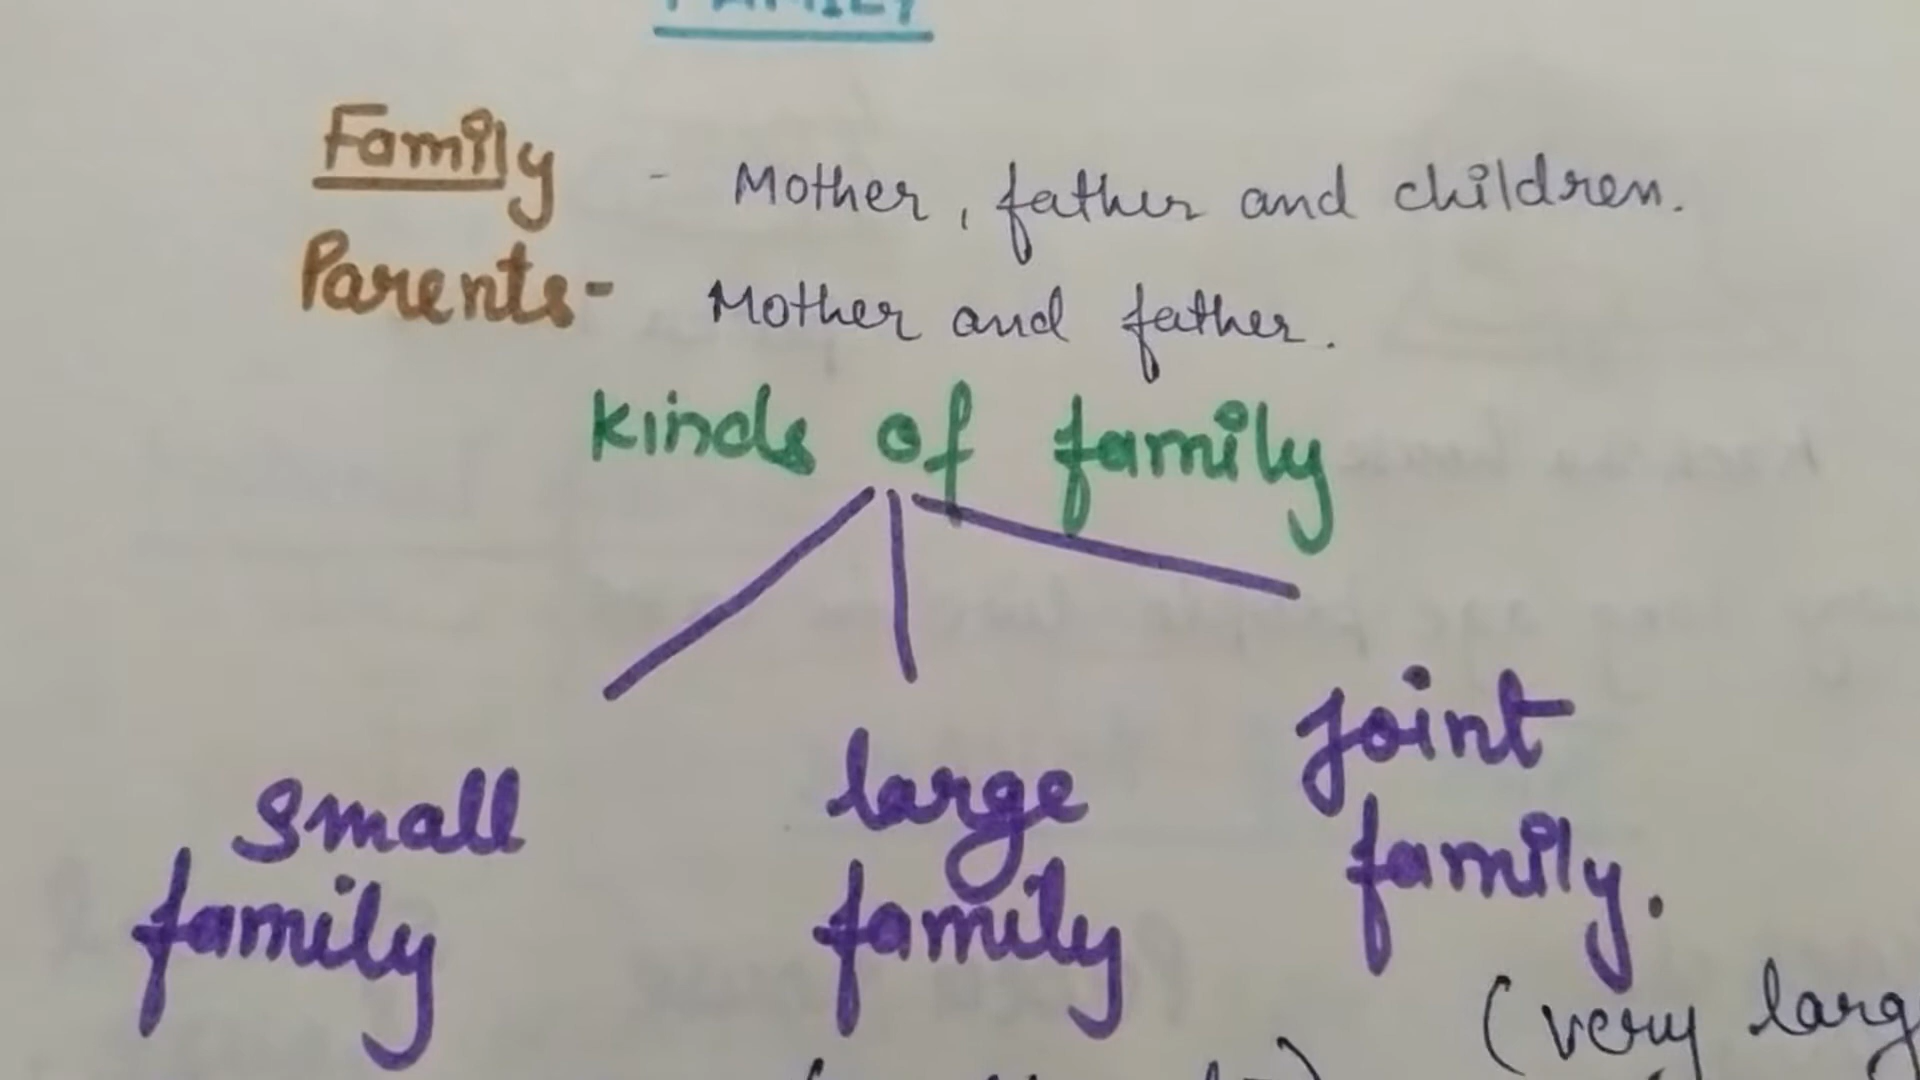 FAMILY
Family - Mother, father and children.
Parents- Mother and father.
Kinds of family
small family
large family
joint family.
(very larg